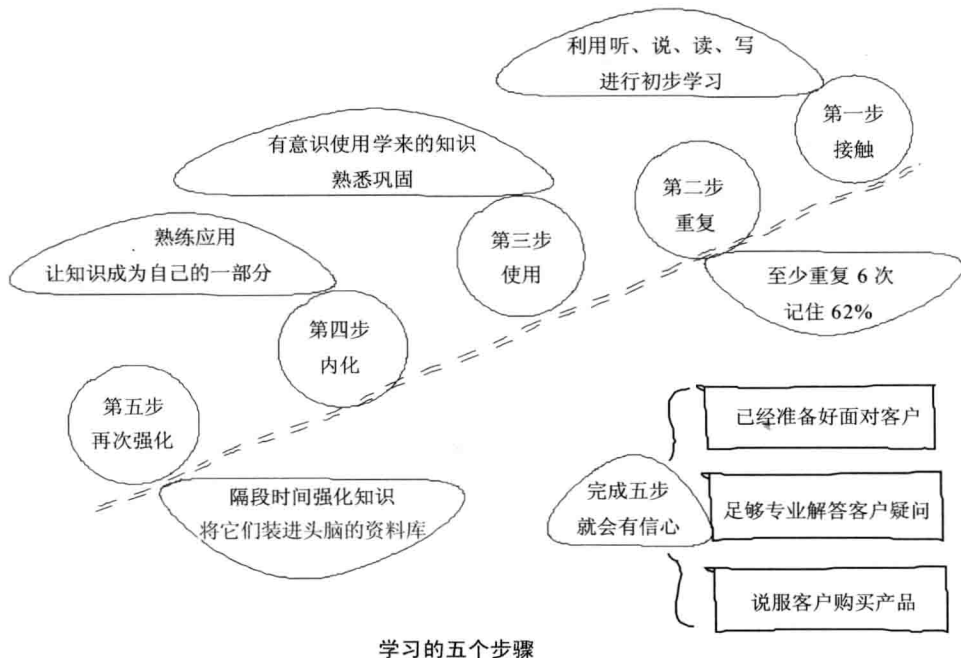 利用听、说、读、写
进行初步学习
第一步
接触
有意识使用学来的知识
熟悉巩固
第二步
重复
熟练应用
让知识成为自己的一部分
第三步
使用
至少重复 6 次
记住 62%
第四步
内化
第五步
再次强化
已经准备好面对客户
隔段时间强化知识
将它们装进头脑的资料库
完成五步
就会有信心
足够专业解答客户疑问
说服客户购买产品
学习的五个步骤